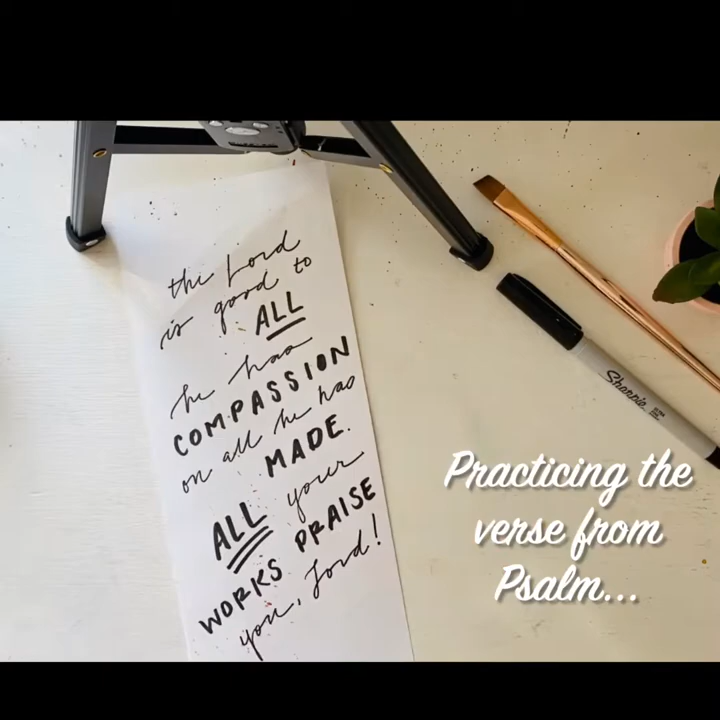 the Lord
is good to
ALL
he has
COMPASSION
on all he has
MADE.
ALL your
WORKS PRAISE
you, Lord!
Sharpie
Practicing the
verse from
Psalm...